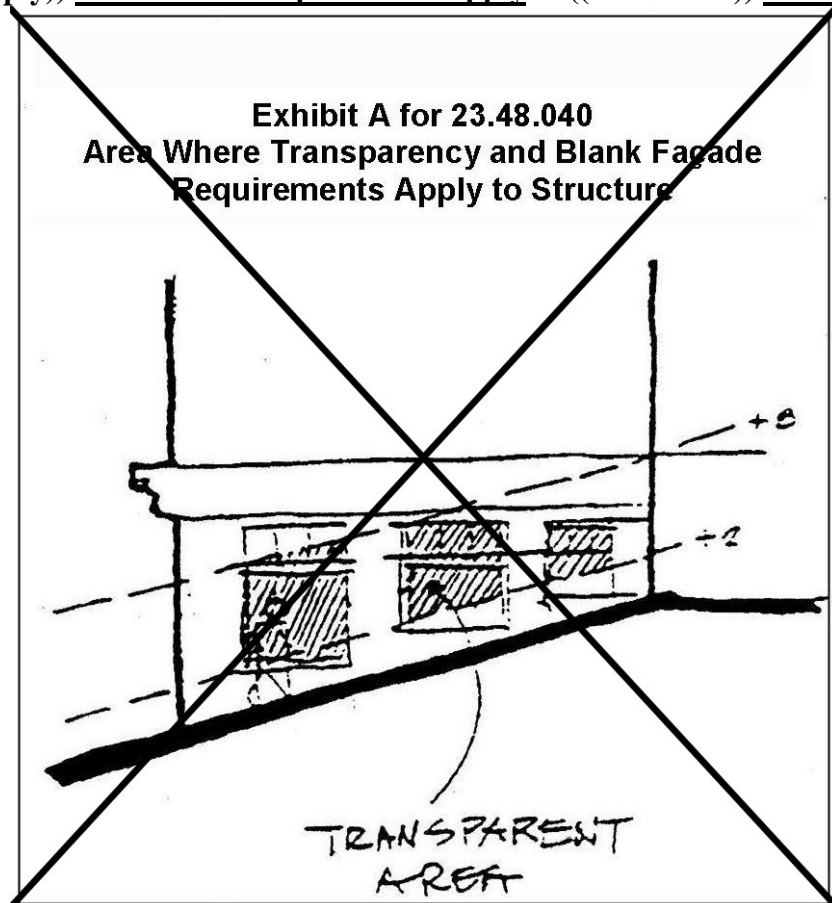 Exhibit A for 23.48.040
Area Where Transparency and Blank Façade
Requirements Apply to Structure
+8
+2
TRANSPARENT
AREA